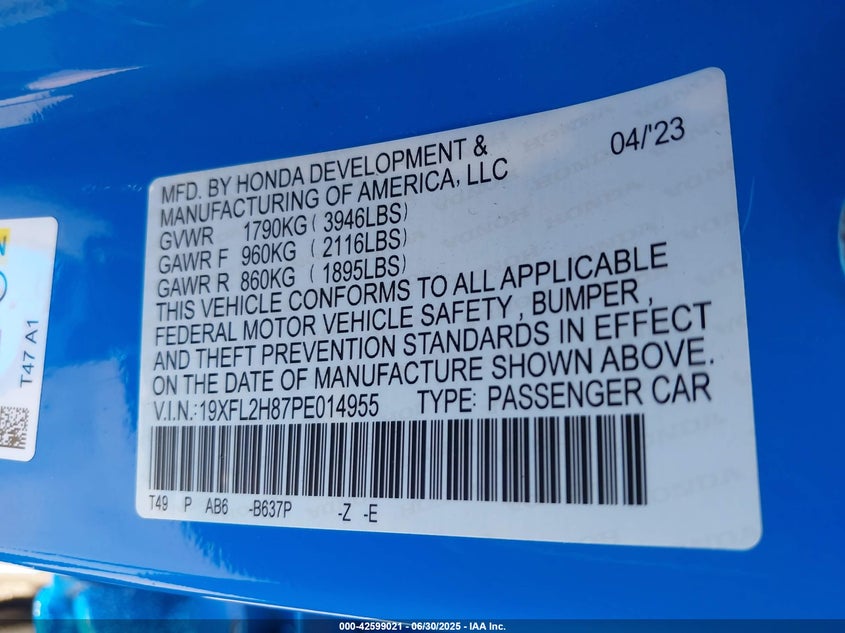 04/'23
MFD. BY HONDA DEVELOPMENT &
MANUFACTURING OF AMERICA, LLC
GVWR 1790KG ( 3946LBS)
GAWR F 960KG ( 2116LBS)
GAWR R 860KG ( 1895LBS)
THIS VEHICLE CONFORMS TO ALL APPLICABLE
FEDERAL MOTOR VEHICLE SAFETY , BUMPER ,
AND THEFT PREVENTION STANDARDS IN EFFECT
ON THE DATE OF MANUFACTURE SHOWN ABOVE.
V.I.N.: 19XFL2H87PE014955 TYPE: PASSENGER CAR
T49 P AB6 -B637P -Z -E
T47 A1
000-42599021 - 06/30/2025 - IAA Inc.